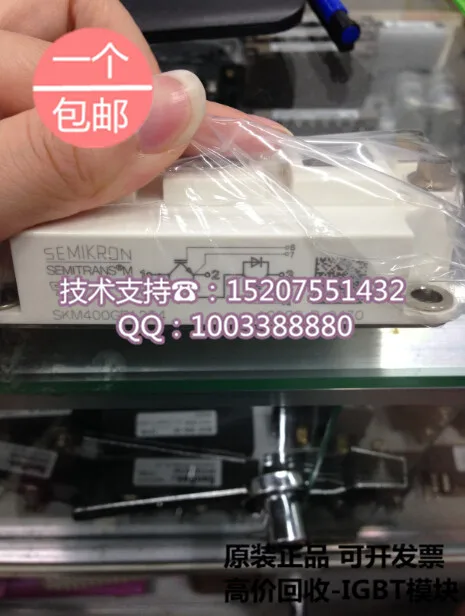 一个
包邮
SEMIKRON
SEMITRANS®M
技术支持☎：15207551432
QQ：1003388880
原装正品 可开发票
高价回收-IGBT模块